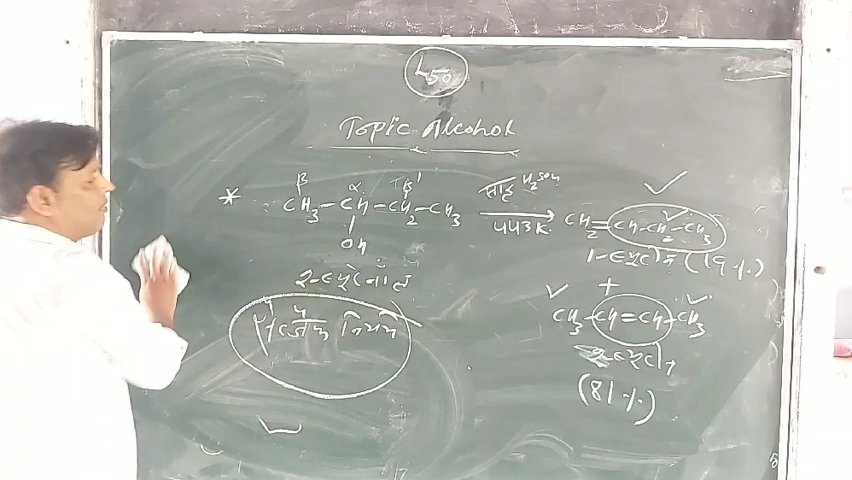 L50
Topic Alcohol
β α β'
* CH3-CH-CH2-CH3 सान्द्र H2SO4 443K CH2=CH-CH2-CH3
OH
1-ब्यूटीन (19%)
2-ब्यूटेनॉल
+
CH3-CH=CH-CH3
नियम
2-ब्यूटीन
(81%)